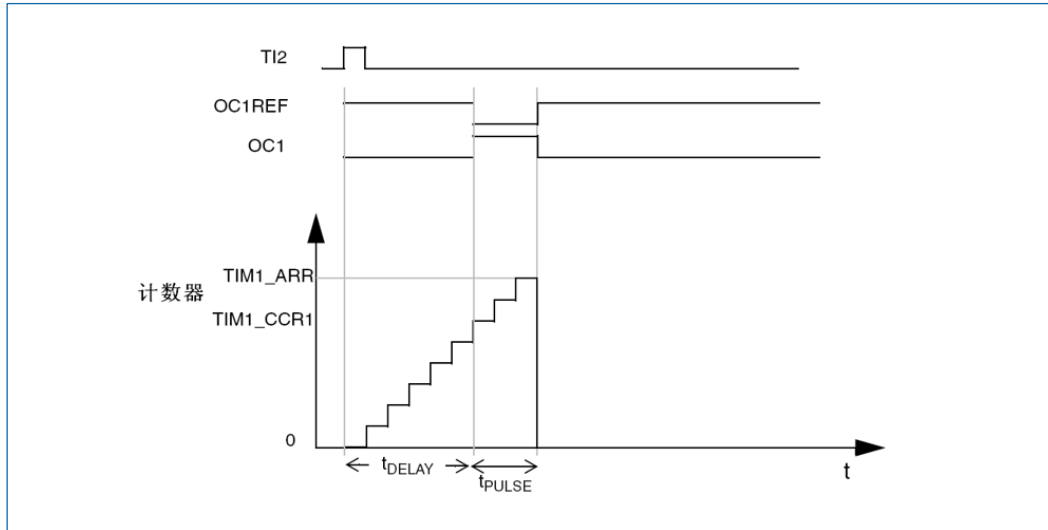 TI2
OC1REF
OC1
TIM1_ARR
计数器
TIM1_CCR1
0
tDELAY
tPULSE
t